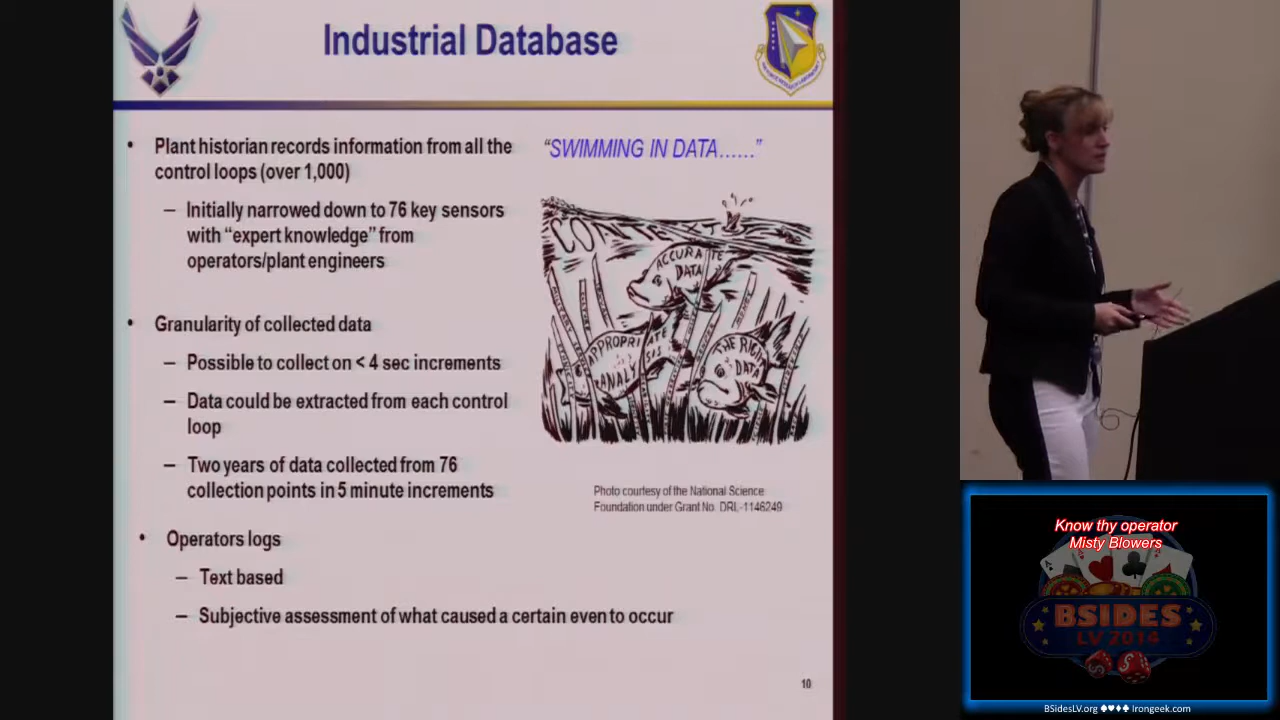 Industrial Database
• Plant historian records information from all the
control loops (over 1,000)
– Initially narrowed down to 76 key sensors
with “expert knowledge” from
operators/plant engineers
• Granularity of collected data
– Possible to collect on < 4 sec increments
– Data could be extracted from each control
loop
– Two years of data collected from 76
collection points in 5 minute increments
• Operators logs
– Text based
– Subjective assessment of what caused a certain even to occur
“SWIMMING IN DATA......”
CONTEXT
ACCURATE
DATA
THE RIGHT
DATA
Photo courtesy of the National Science
Foundation under Grant No. DRL-1146249
10
Know thy operator
Misty Blowers
BSIDES
LV 2014
BSidesLV.org ♠♥♦♣ Irongeek.com